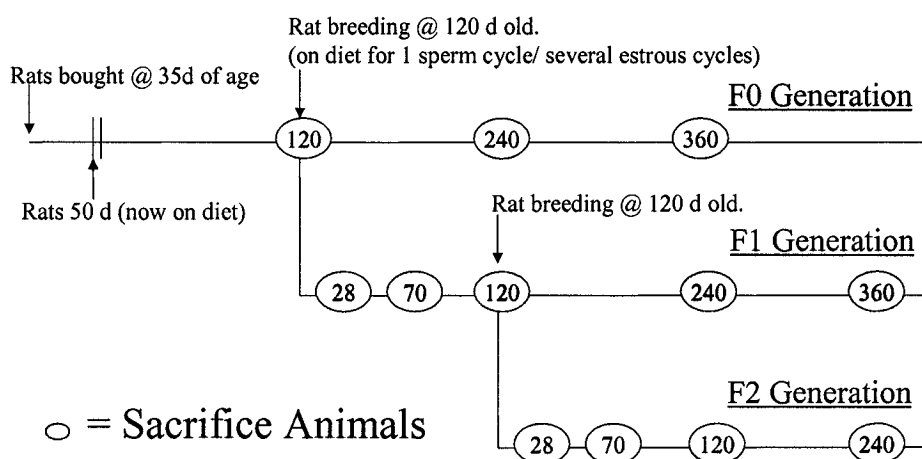 Rat breeding @ 120 d old.
(on diet for 1 sperm cycle/ several estrous cycles)
Rats bought @ 35d of age
F0 Generation
120
240
360
Rats 50 d (now on diet)
Rat breeding @ 120 d old.
F1 Generation
28
70
120
240
360
F2 Generation
= Sacrifice Animals
28
70
120
240